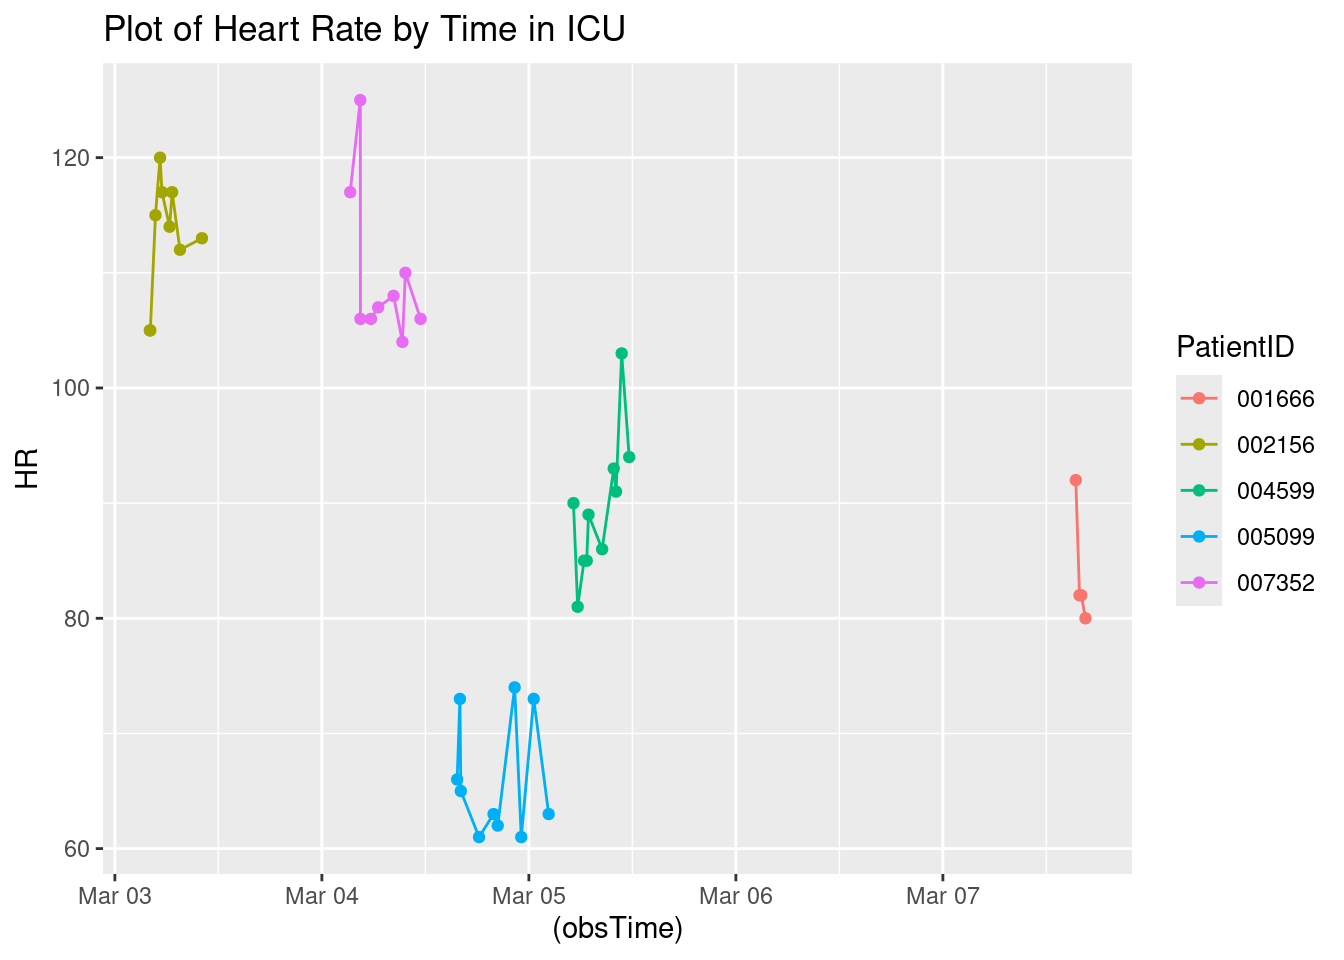 Plot of Heart Rate by Time in ICU
120
100
80
60
HR
Mar 03
Mar 04
Mar 05
Mar 06
Mar 07
(obsTime)
PatientID
001666
002156
004599
005099
007352